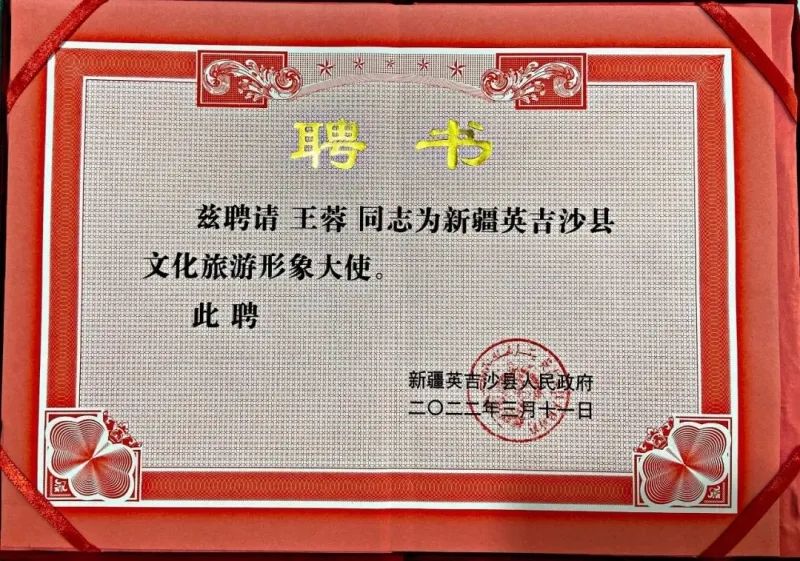 聘书
兹聘请 王蓉 同志为新疆英吉沙县
文化旅游形象大使。
此聘
新疆英吉沙县人民政府
二〇二二年三月十一日